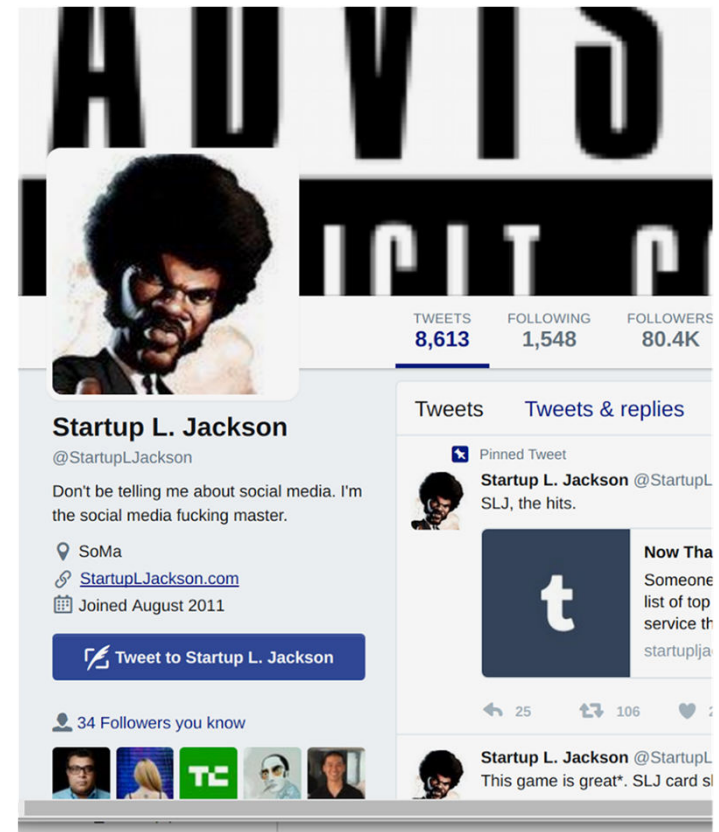 ADVIS
ICIT CO
TWEETS
8,613
FOLLOWING
1,548
FOLLOWERS
80.4K
Startup L. Jackson
@StartupLJackson
Don't be telling me about social media. I'm
the social media fucking master.
SoMa
StartupLJackson.com
Joined August 2011
Tweet to Startup L. Jackson
34 Followers you know
TC
Tweets
Tweets & replies
Pinned Tweet
Startup L. Jackson @StartupL
SLJ, the hits.
t
Now Tha
Someone
list of top
service th
startuplja
25
106
2
Startup L. Jackson @StartupL
This game is great*. SLJ card sl